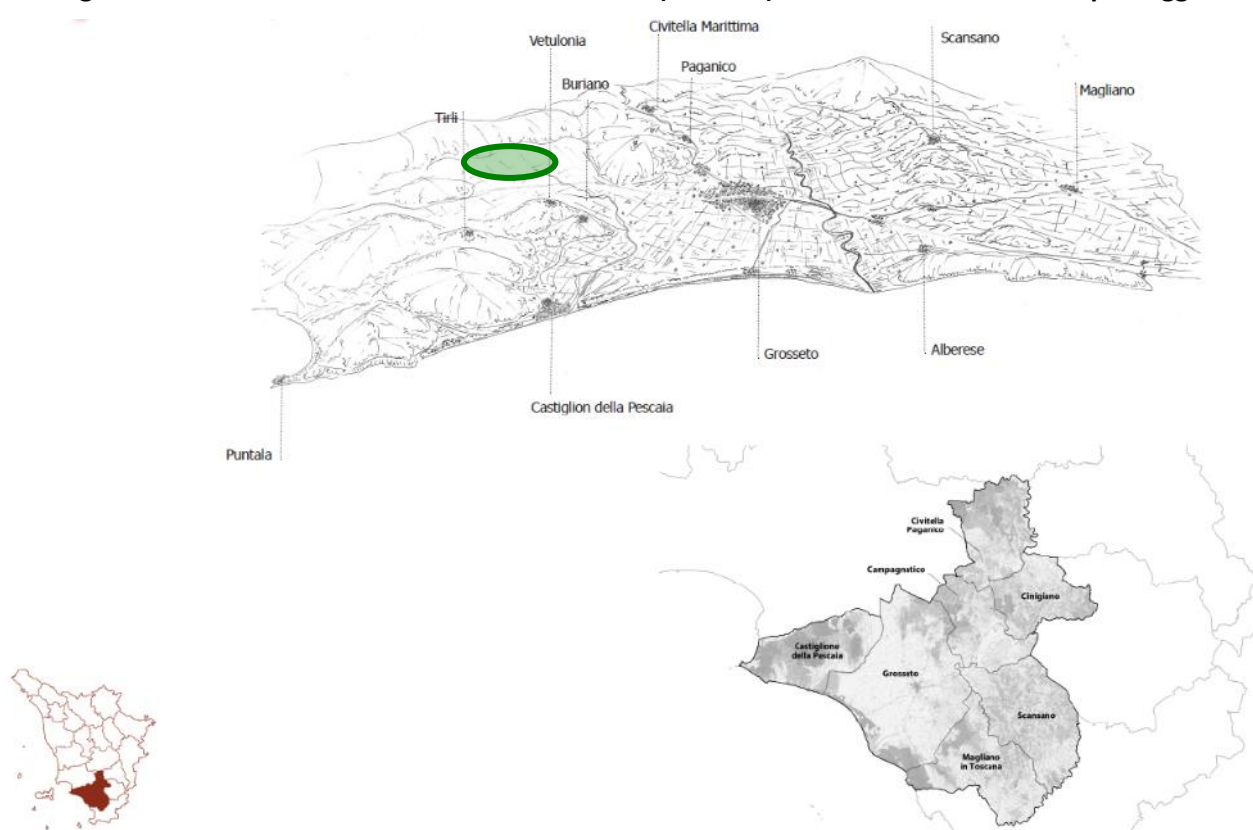 Civitella Marittima
Vetulonia
Scansano
Paganico
Buriano
Magliano
Tirli
Grosseto
Alberese
Castiglion della Pescaia
Puntala
Civitella
Paganico
Campagnatico
Cinigiano
Castiglione
della Pescaia
Grosseto
Scansano
Magliano
in Toscana